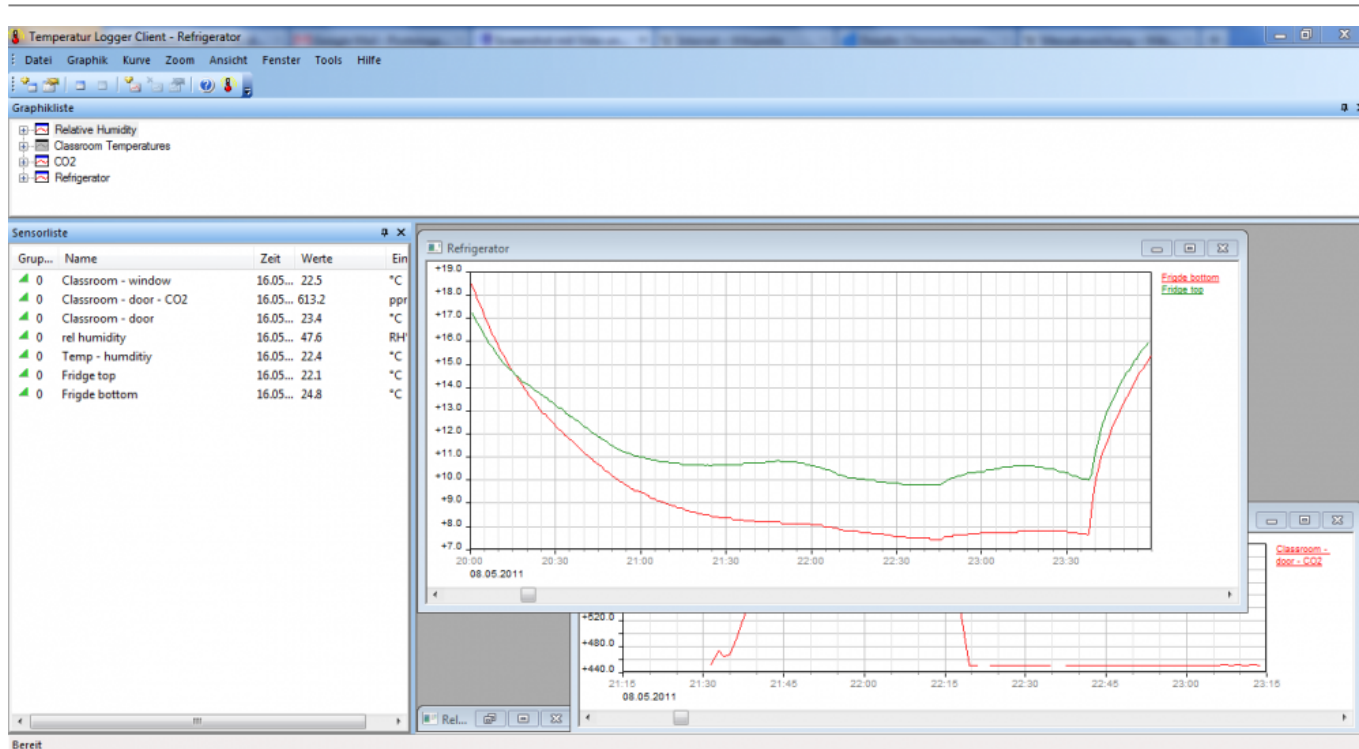 Temperatur Logger Client - Refrigerator
Datei Graphik Kurve Zoom Ansicht Fenster Tools Hilfe
Graphikliste
Relative Humidity
Classroom Temperatures
CO2
Refrigerator
Sensorliste
Grup... Name Zeit Werte Ein
0 Classroom - window 16.05... 22.5 °C
0 Classroom - door - CO2 16.05... 613.2 ppr
0 Classroom - door 16.05... 23.4 °C
0 rel humidity 16.05... 47.6 RH'
0 Temp - humditiy 16.05... 22.4 °C
0 Fridge top 16.05... 22.1 °C
0 Frigde bottom 16.05... 24.8 °C
Refrigerator
+19.0
+18.0
+17.0
+16.0
+15.0
+14.0
+13.0
+12.0
+11.0
+10.0
+9.0
+8.0
+7.0
20:00 20:30 21:00 21:30 22:00 22:30 23:00 23:30
08.05.2011
Frigde bottom
Fridge top
Classroom -
door - CO2
+520.0
+480.0
+440.0
21:15 21:30 21:45 22:00 22:15 22:30 22:45 23:00 23:15
08.05.2011
Rel...
Bereit